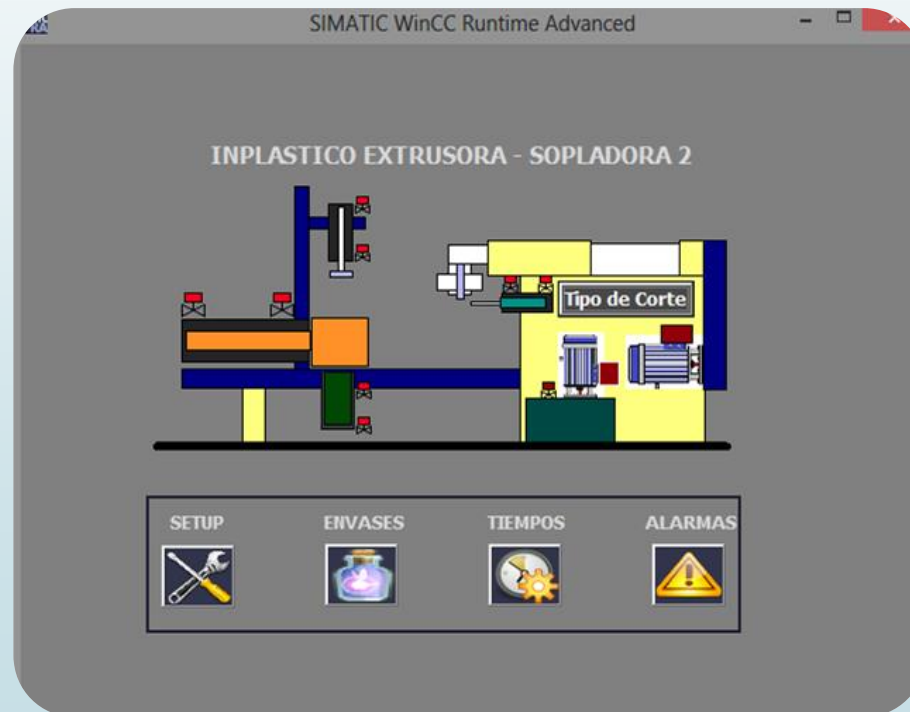 SIMATIC WinCC Runtime Advanced
INPLASTICO EXTRUSORA - SOPLADORA 2
Tipo de Corte
SETUP ENVASES TIEMPOS ALARMAS